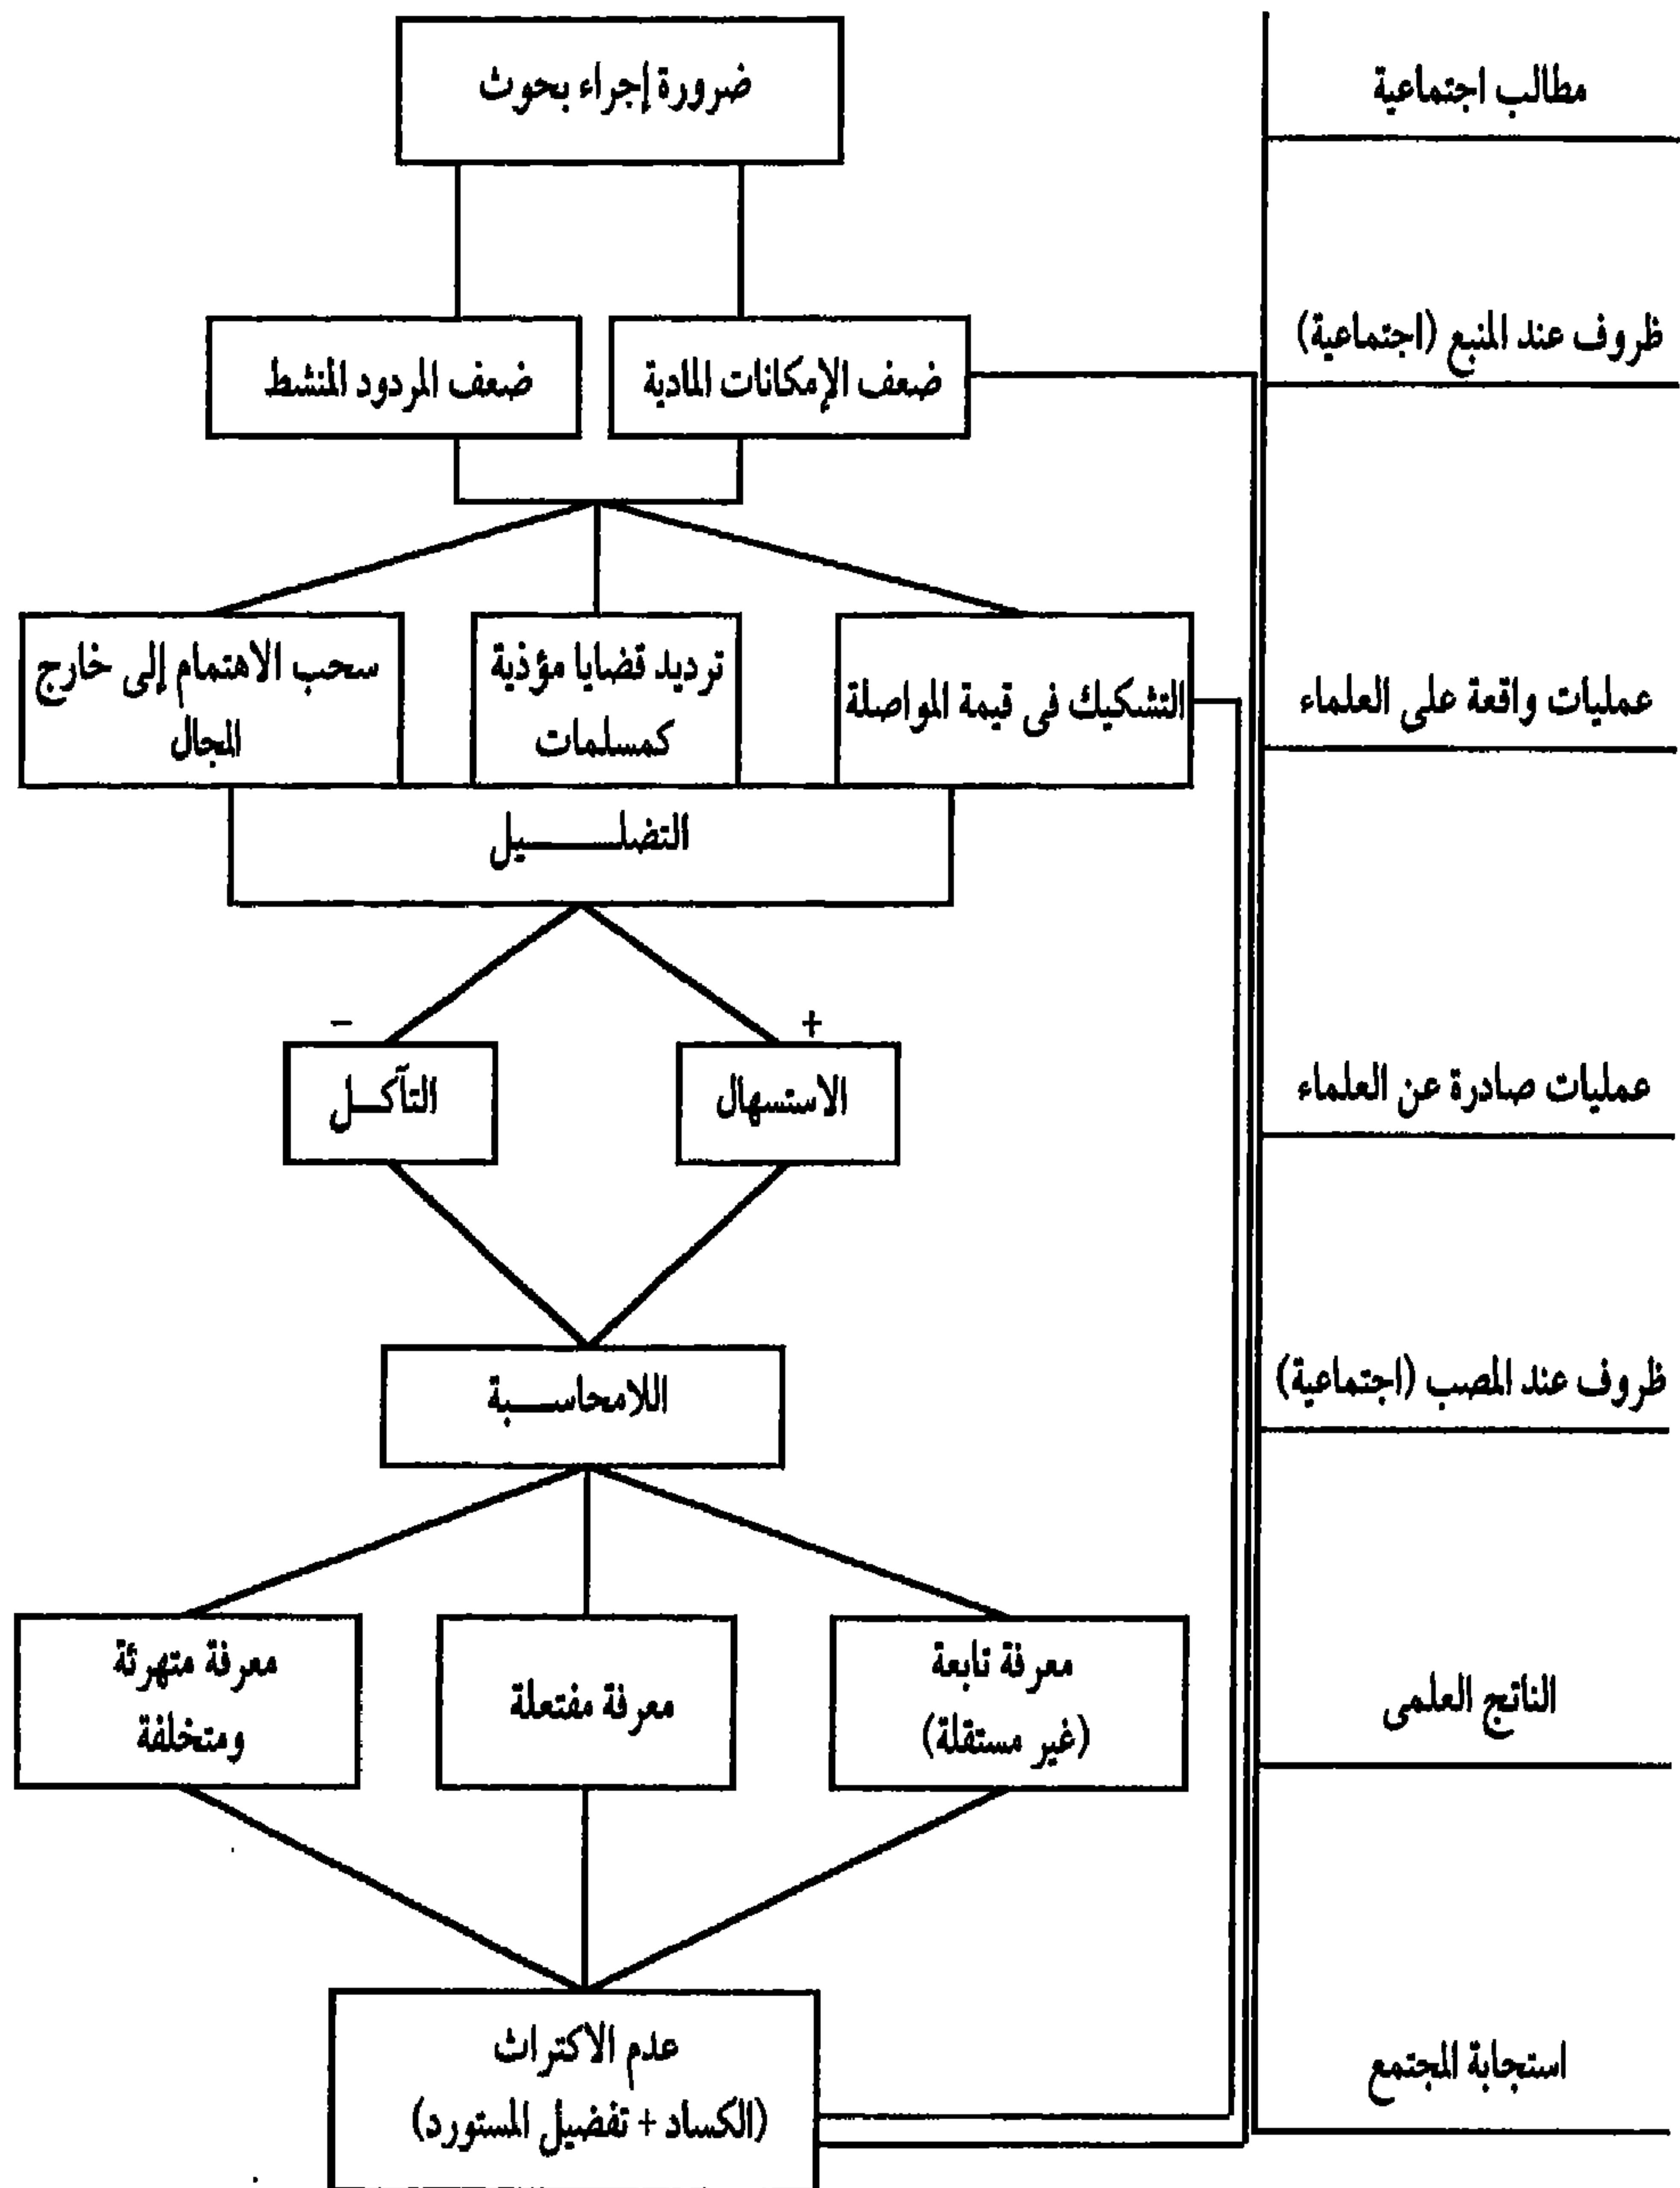 ضرورة إجراء بحوث
مطالب اجتماعية
ظروف عند المنبع (اجتماعية)
ضعف الإمكانات المادية
ضعف المردود المنشط
عمليات واقعة على العلماء
التشكيك فى قيمة المواصلة
ترديد قضايا مؤذية
كمسلمات
سحب الاهتمام إلى خارج
المجال
التضلـــــــيل
عمليات صادرة عن العلماء
+
الاستسهال
−
التآكــل
ظروف عند المصب (اجتماعية)
اللامحاســـبة
الناتج العلمى
معرفة تابعة
(غير مستقلة)
معرفة مفتعلة
معرفة متهرئة
ومتخلفة
استجابة المجتمع
عدم الاكتراث
(الكساد + تفضيل المستورد)